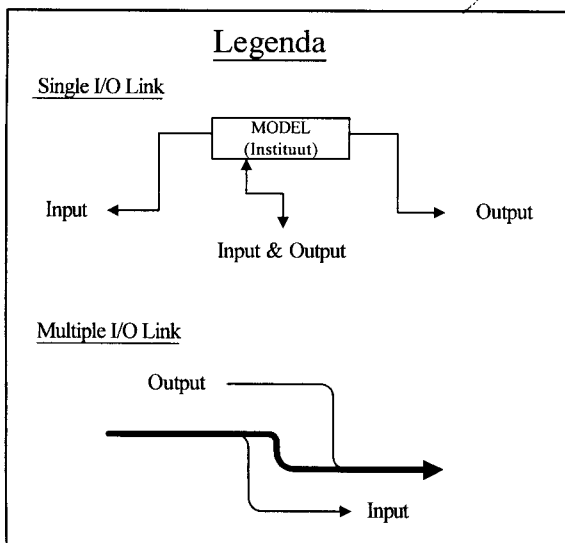 Legenda
Single I/O Link
MODEL
(Instituut)
Input
Output
Input & Output
Multiple I/O Link
Output
Input